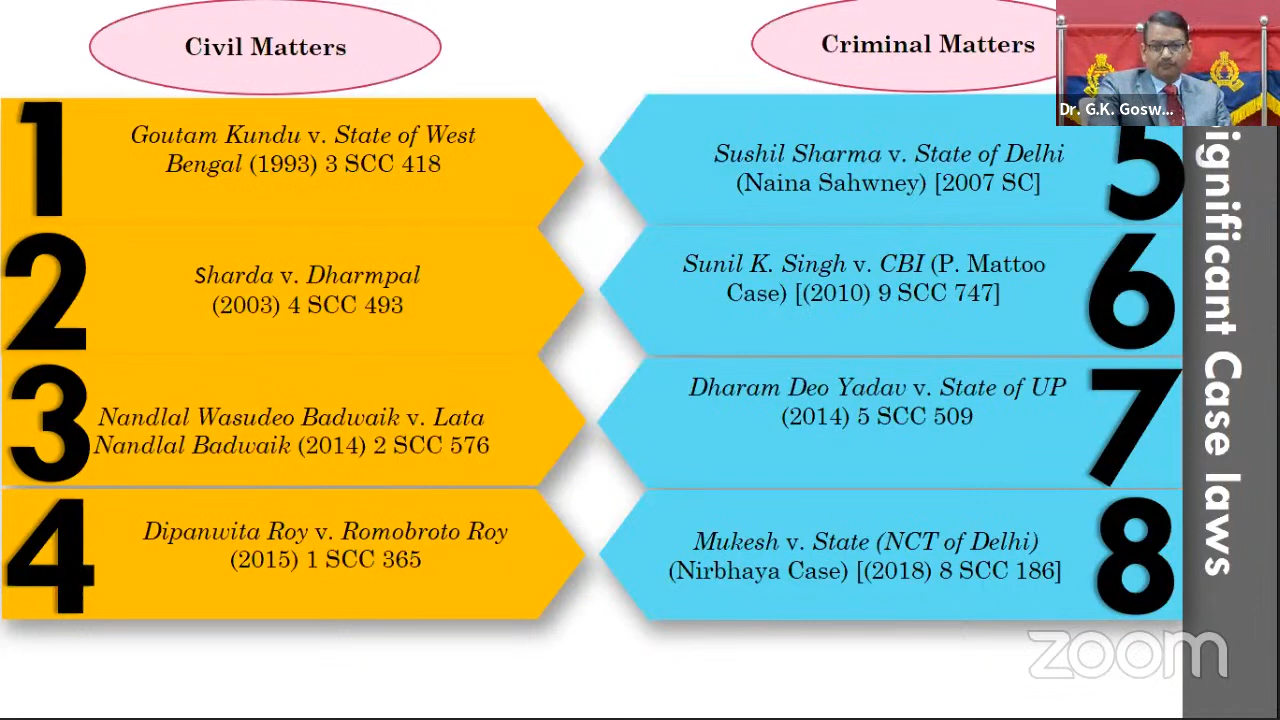 Civil Matters
Criminal Matters
Dr. G.K. Gosw...
1
Goutam Kundu v. State of West
Bengal (1993) 3 SCC 418
2
Sharda v. Dharmpal
(2003) 4 SCC 493
3
Nandlal Wasudeo Badwaik v. Lata
Nandlal Badwaik (2014) 2 SCC 576
4
Dipanwita Roy v. Romobroto Roy
(2015) 1 SCC 365
5
Sushil Sharma v. State of Delhi
(Naina Sahwney) [2007 SC]
6
Sunil K. Singh v. CBI (P. Mattoo
Case) [(2010) 9 SCC 747]
7
Dharam Deo Yadav v. State of UP
(2014) 5 SCC 509
8
Mukesh v. State (NCT of Delhi)
(Nirbhaya Case) [(2018) 8 SCC 186]
ignificant Case laws
zoom